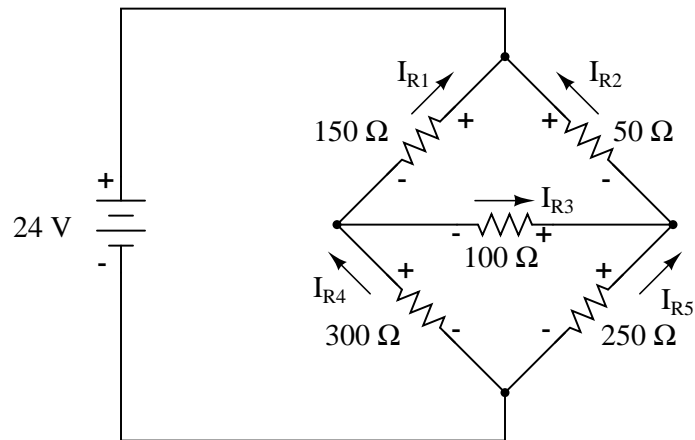 I_R1 I_R2
+ +
150 Ω 50 Ω
+
- -
24 V
I_R3
- +
-
100 Ω
+ +
I_R4 I_R5
- -
300 Ω 250 Ω